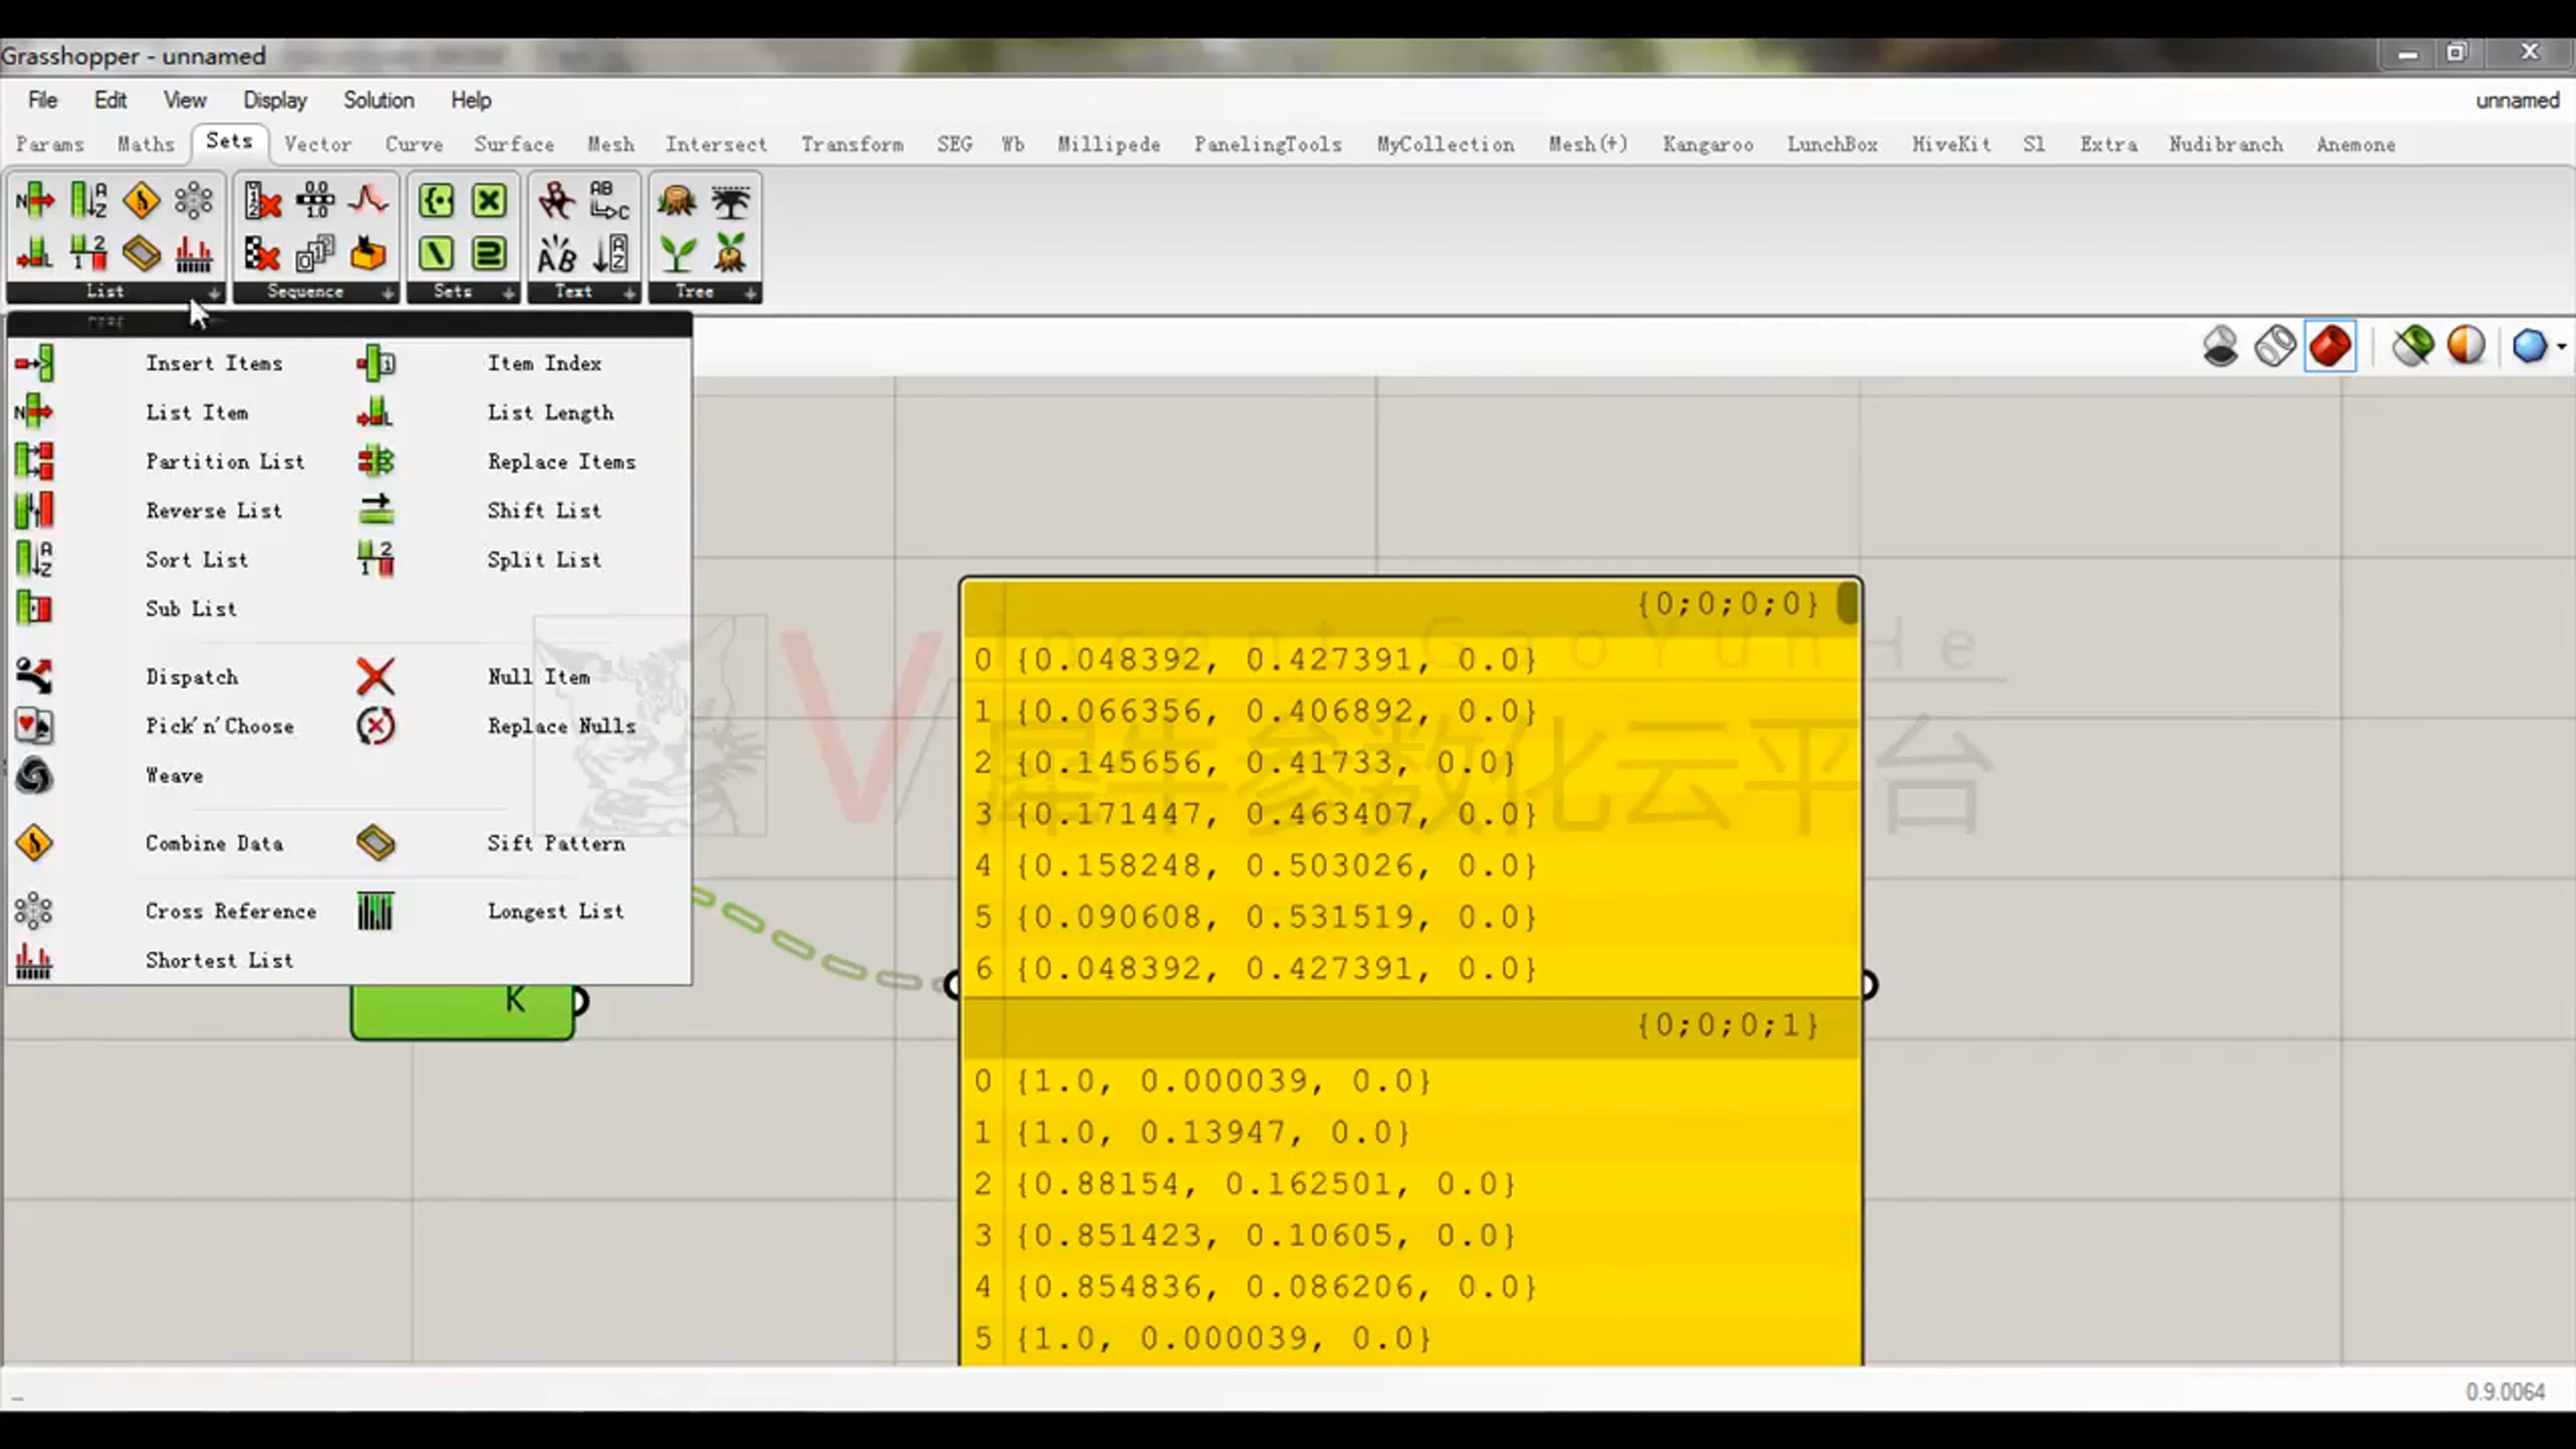 Grasshopper - unnamed
File Edit View Display Solution Help unnamed
Params Maths Sets Vector Curve Surface Mesh Intersect Transform SEG Wb Millipede PanelingTools MyCollection Mesh(+) Kangaroo LunchBox HiveKit Sl Extra Nudibranch Anemone
List Sequence Sets Text Tree
Insert Items Item Index
List Item List Length
Partition List Replace Items
Reverse List Shift List
Sort List Split List
Sub List
Dispatch Null Item
Pick'n'Choose Replace Nulls
Weave
Combine Data Sift Pattern
Cross Reference Longest List
Shortest List
K
{0;0;0;0}
0 {0.048392, 0.427391, 0.0}
1 {0.066356, 0.406892, 0.0}
2 {0.145656, 0.41733, 0.0}
3 {0.171447, 0.463407, 0.0}
4 {0.158248, 0.503026, 0.0}
5 {0.090608, 0.531519, 0.0}
6 {0.048392, 0.427391, 0.0}
{0;0;0;1}
0 {1.0, 0.000039, 0.0}
1 {1.0, 0.13947, 0.0}
2 {0.88154, 0.162501, 0.0}
3 {0.851423, 0.10605, 0.0}
4 {0.854836, 0.086206, 0.0}
5 {1.0, 0.000039, 0.0}
Vincent GaoYunHe
犀牛参数化云平台
0.9.0064